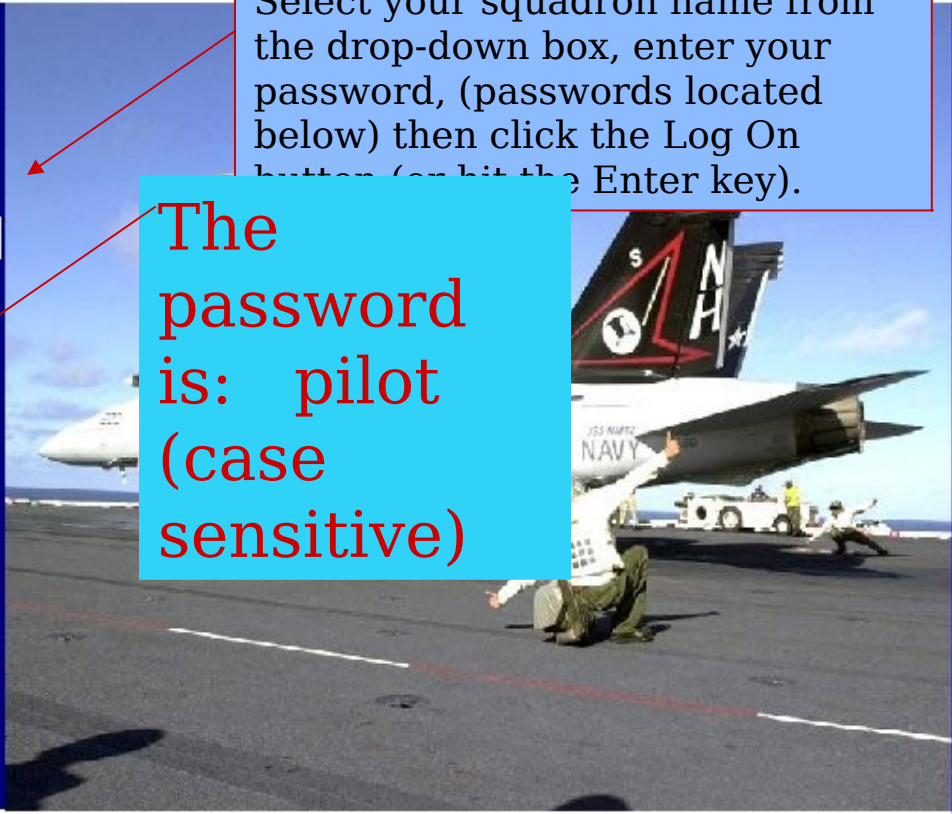 Select your squadron name from
the drop-down box, enter your
password, (passwords located
below) then click the Log On
button (or hit the Enter key).
The
password
is: pilot
(case
sensitive)
S
N
H
NAVY